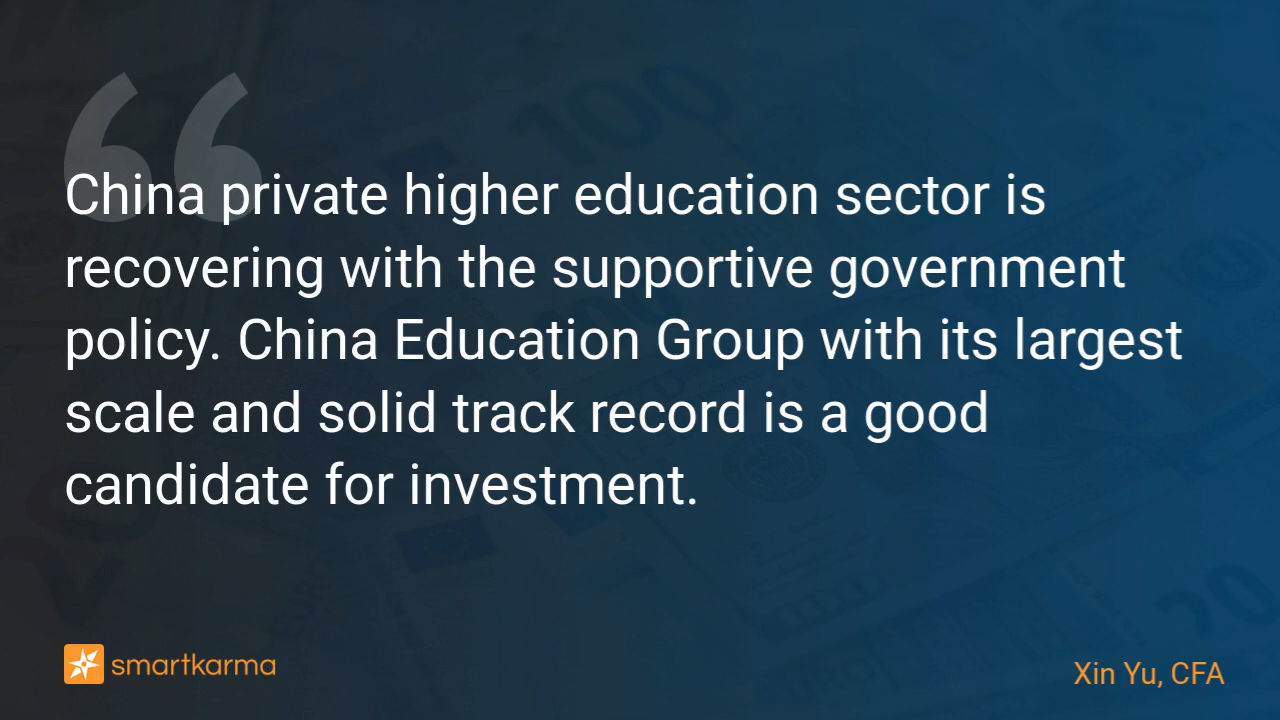 China private higher education sector is
recovering with the supportive government
policy. China Education Group with its largest
scale and solid track record is a good
candidate for investment.
smartkarma
Xin Yu, CFA